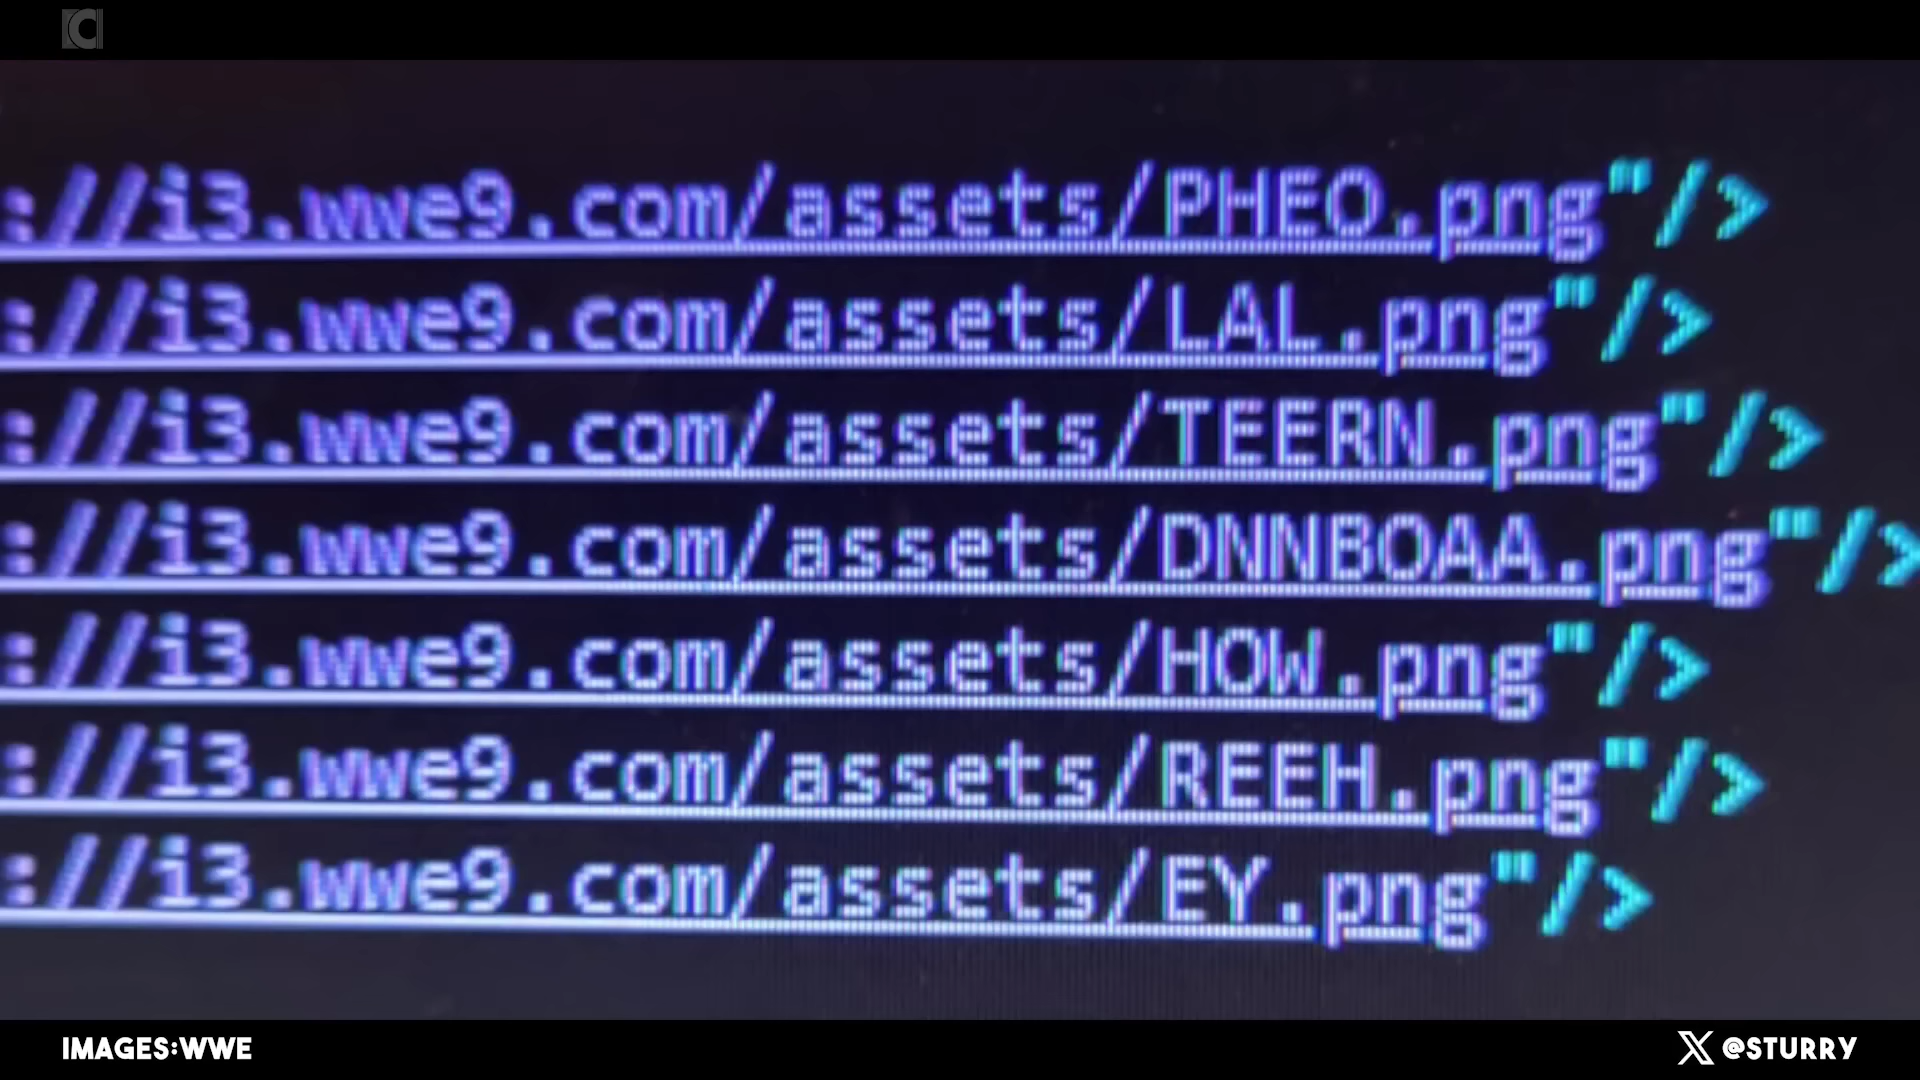 ://i3.wwe9.com/assets/PHEO.png"/>
://i3.wwe9.com/assets/LAL.png"/>
://i3.wwe9.com/assets/TEERN.png"/>
://i3.wwe9.com/assets/DNNBOAA.png"/>
://i3.wwe9.com/assets/HOW.png"/>
://i3.wwe9.com/assets/REEH.png"/>
://i3.wwe9.com/assets/EY.png"/>
IMAGES:WWE
X @STURRY